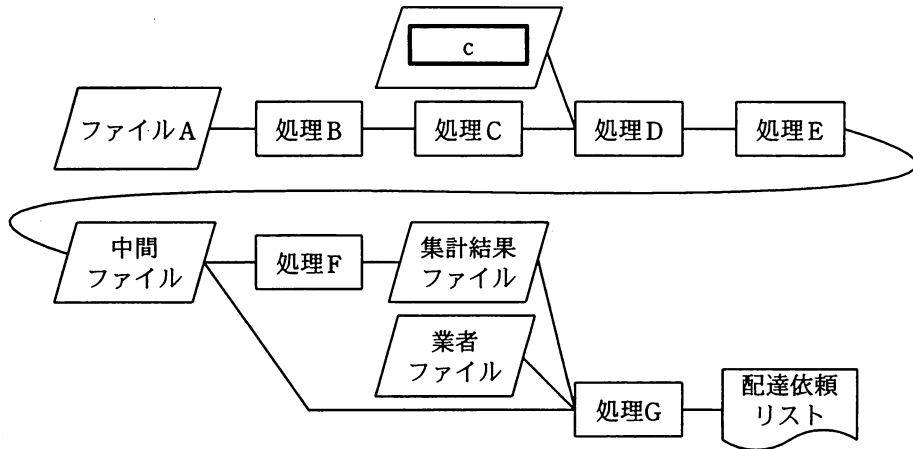 c
ファイルA
処理B
処理C
処理D
処理E
中間
ファイル
処理F
集計結果
ファイル
業者
ファイル
処理G
配達依頼
リスト